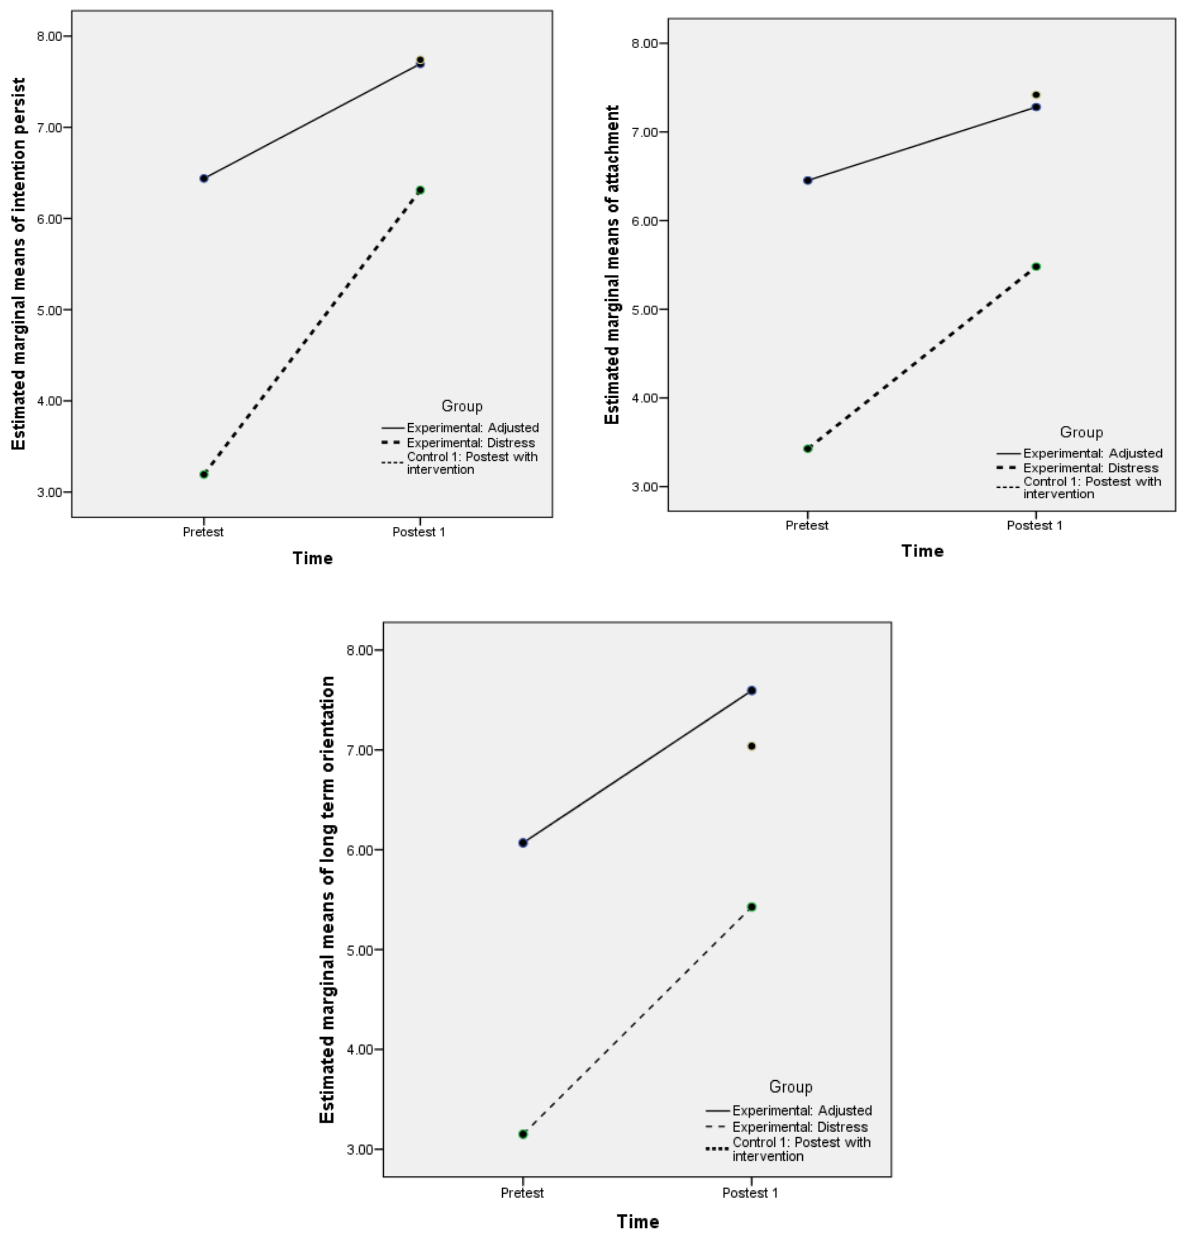 Estimated marginal means of intention persist
8.00
7.00
6.00
5.00
4.00
3.00
Group
Experimental: Adjusted
Experimental: Distress
Control 1: Postest with
intervention
Pretest
Postest 1
Time
Estimated marginal means of attachment
8.00
7.00
6.00
5.00
4.00
3.00
Group
Experimental: Adjusted
Experimental: Distress
Control 1: Postest with
intervention
Pretest
Postest 1
Time
Estimated marginal means of long term orientation
8.00
7.00
6.00
5.00
4.00
3.00
Group
Experimental: Adjusted
Experimental: Distress
Control 1: Postest with
intervention
Pretest
Postest 1
Time